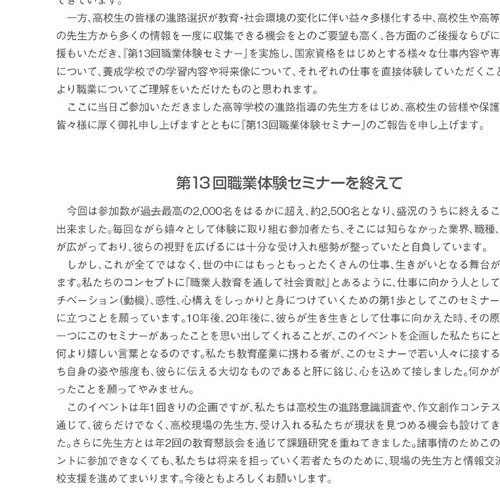 できています。
一方、高校生の皆様の進路選択が教育・社会環境の変化に伴い益々多様化する中、高校生や高等
の先生方から多くの情報を一度に収集できる機会をとのご要望も高く、各方面のご後援ならびに
援もいただき、『第13回職業体験セミナー』を実施し、国家資格をはじめとする様々な仕事内容や専
について、養成学校での学習内容や将来像について、それぞれの仕事を直接体験していただくこと
より職業についてご理解をいただけたものと思われます。
ここに当日ご参加いただきました高等学校の進路指導の先生方をはじめ、高校生の皆様や保護
皆々様に厚く御礼申し上げますとともに『第13回職業体験セミナー』のご報告を申し上げます。
第13回職業体験セミナーを終えて
今回は参加数が過去最高の2,000名をはるかに超え、約2,500名となり、盛況のうちに終えるこ
出来ました。毎回ながら嬉々として体験に取り組む参加者たち、そこには知らなかった業界、職種、
が広がっており、彼らの視野を広げるには十分な受け入れ態勢が整っていたと自負しています。
しかし、これが全てではなく、世の中にはもっともっとたくさんの仕事、生きがいとなる舞台が
ます。私たちのコンセプトに『職業人教育を通して社会貢献』とあるように、仕事に向かう人として
チベーション（動機）、感性、心構えをしっかりと身につけていくための第1歩としてこのセミナー
に立つことを願っています。10年後、20年後に、彼らが生き生きとして仕事に向かえた時、その原
一つにこのセミナーがあったことを思い出してくれることが、このイベントを企画した私たちにと
何より嬉しい言葉となるのです。私たち教育産業に携わる者が、このセミナーで若い人々に接する
ち自身の姿や態度も、彼らに伝える大切なものであると肝に銘じ、心を込めて接しました。何かが
ったことを願ってやみません。
このイベントは年1回きりの企画ですが、私たちは高校生の進路意識調査や、作文創作コンテス
通じて、彼らだけでなく、高校現場の先生方、受け入れる私たちが現状を見つめる機会も設けてき
た。さらに先生方とは年2回の教育懇談会を通じて課題研究を重ねてきました。諸事情のためこの
ントに参加できなくても、私たちは将来を担っていく若者たちのために、現場の先生方と情報交流
校支援を進めてまいります。今後ともよろしくお願いします。